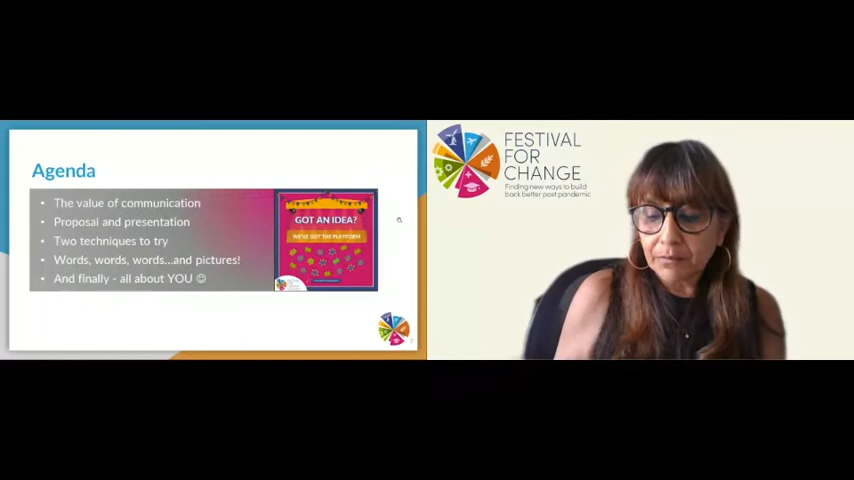 Agenda
• The value of communication
• Proposal and presentation
• Two techniques to try
• Words, words, words...and pictures!
• And finally - all about YOU ☺
GOT AN IDEA?
WE'VE GOT THE PLATFORM
2
FESTIVAL
FOR
CHANGE
Finding new ways to build
back better post pandemic